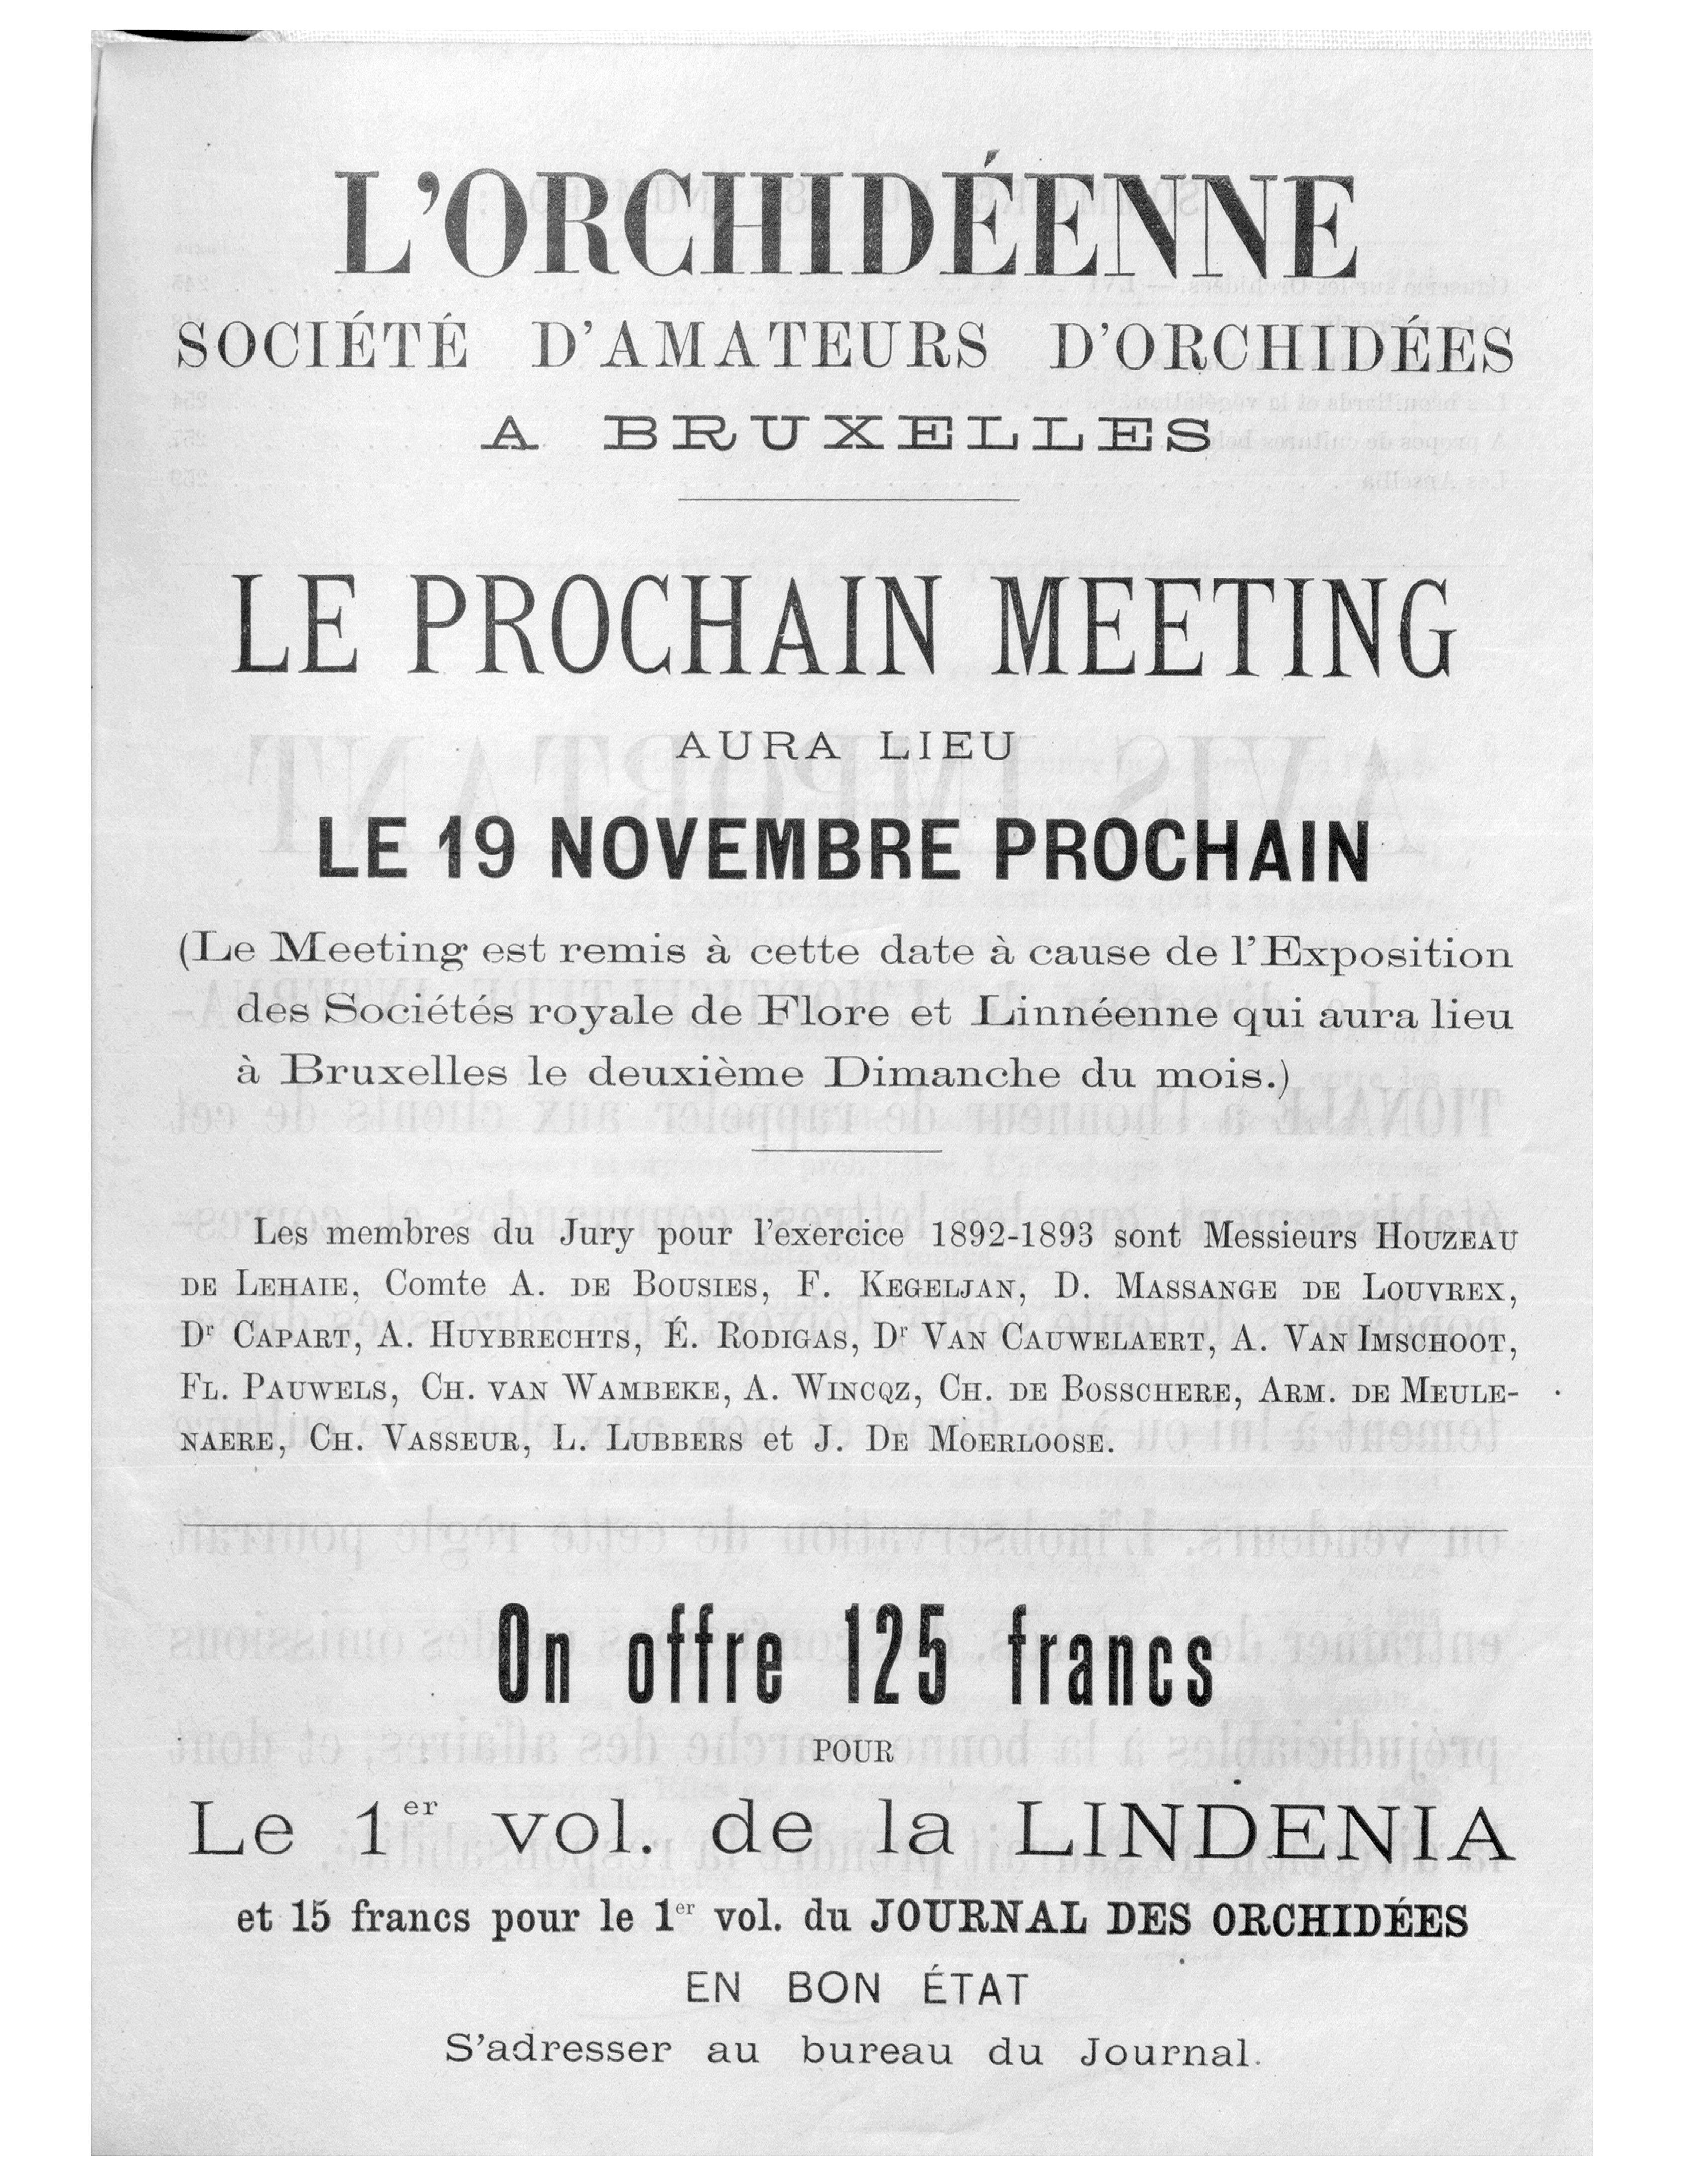 L'ORCHIDÉENNE
SOCIÉTÉ D'AMATEURS D'ORCHIDÉES
A BRUXELLES
LE PROCHAIN MEETING
AURA LIEU
LE 19 NOVEMBRE PROCHAIN
(Le Meeting est remis à cette date à cause de l'Exposition
des Sociétés royale de Flore et Linnéenne qui aura lieu
à Bruxelles le deuxième Dimanche du mois.)
Les membres du Jury pour l'exercice 1892-1893 sont Messieurs HOUZEAU
DE LEHAIE, Comte A. DE BOUSIES, F. KEGELJAN, D. MASSANGE DE LOUVREX,
Dr CAPART, A. HUYBRECHTS, É. RODIGAS, Dr VAN CAUWELAERT, A. VAN IMSCHOOT,
FL. PAUWELS, CH. VAN WAMBEKE, A. WINCQZ, CH. DE BOSSCHERE, ARM. DE MEULE-
NAERE, CH. VASSEUR, L. LUBBERS et J. DE MOERLOOSE.
On offre 125 francs
POUR
Le 1er vol. de la LINDENIA
et 15 francs pour le 1er vol. du JOURNAL DES ORCHIDÉES
EN BON ÉTAT
S'adresser au bureau du Journal.